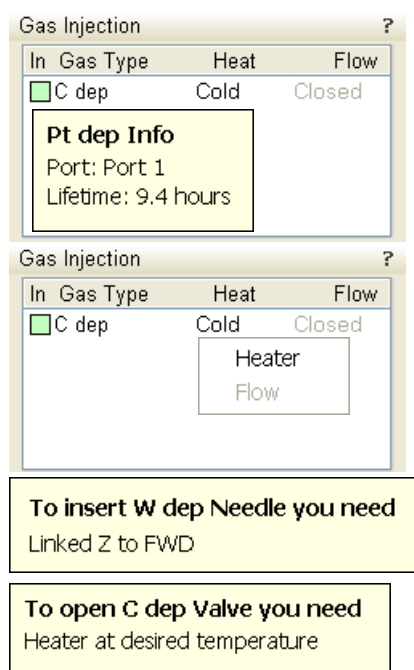 Gas Injection ?
In Gas Type Heat Flow
C dep Cold Closed
Pt dep Info
Port: Port 1
Lifetime: 9.4 hours
Gas Injection ?
In Gas Type Heat Flow
C dep Cold Closed
Heater
Flow
To insert W dep Needle you need
Linked Z to FWD
To open C dep Valve you need
Heater at desired temperature